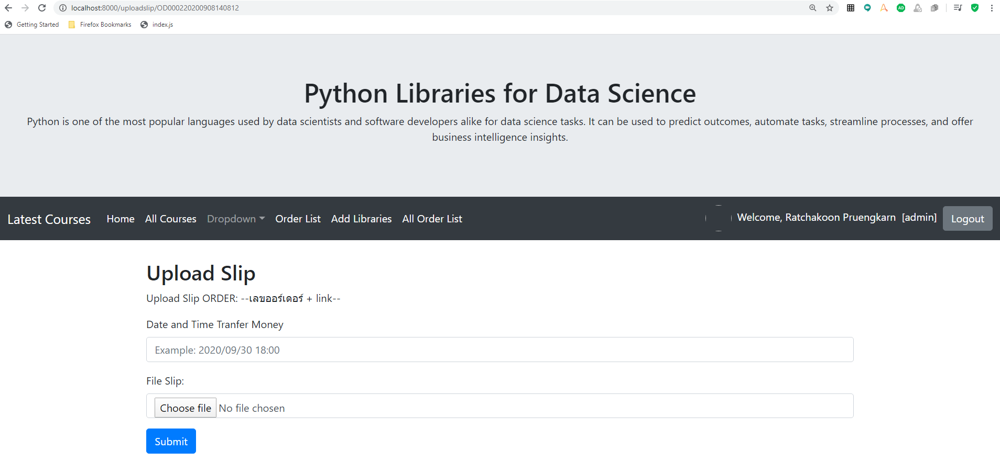 localhost:8000/uploadslip/OD000220200908140812
Getting Started Firefox Bookmarks index.js
Python Libraries for Data Science
Python is one of the most popular languages used by data scientists and software developers alike for data science tasks. It can be used to predict outcomes, automate tasks, streamline processes, and offer
business intelligence insights.
Latest Courses Home All Courses Dropdown Order List Add Libraries All Order List Welcome, Ratchakoon Pruengkarn [admin] Logout
Upload Slip
Upload Slip ORDER: --เลขออร์เดอร์ + link--
Date and Time Tranfer Money
Example: 2020/09/30 18:00
File Slip:
Choose file No file chosen
Submit